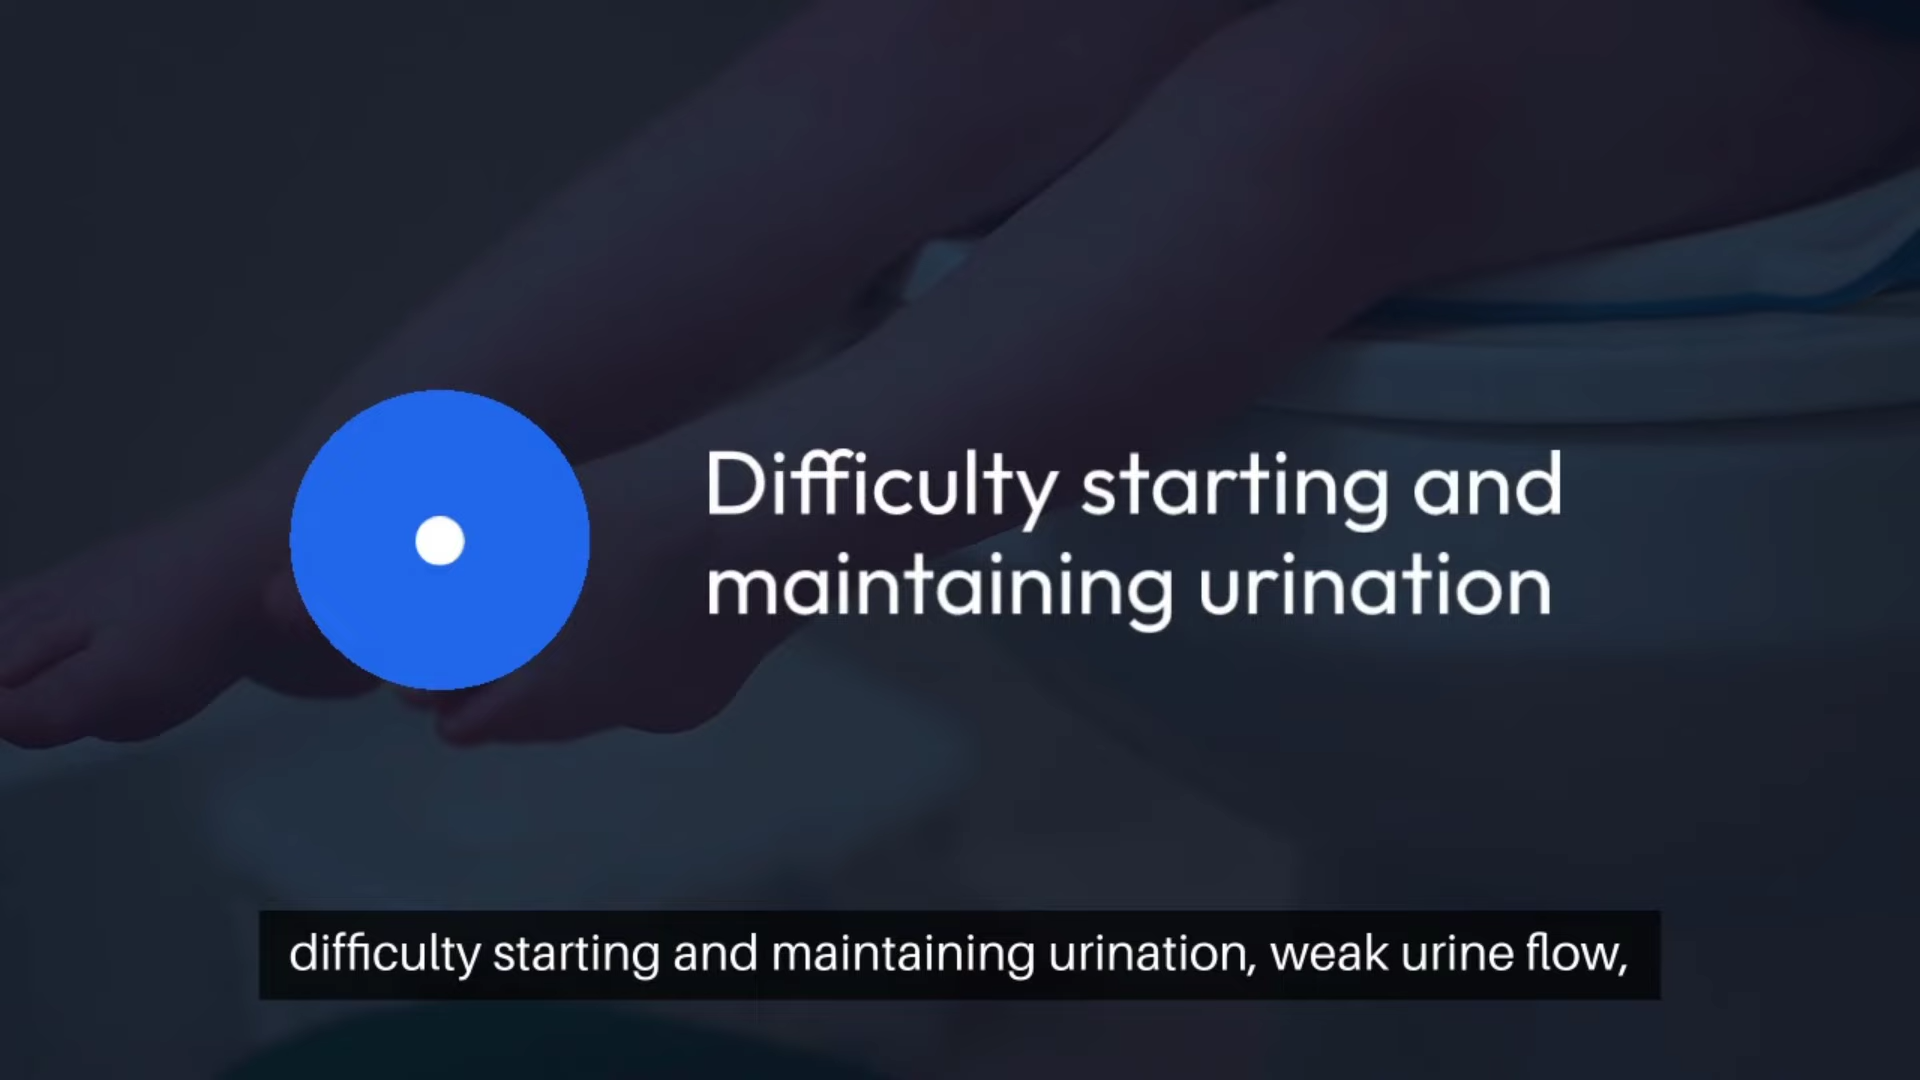 Difficulty starting and
maintaining urination
difficulty starting and maintaining urination, weak urine flow,